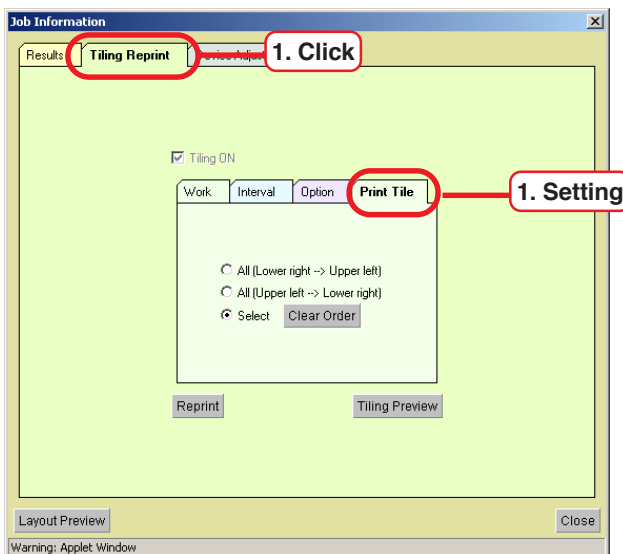 Job Information
Results Tiling Reprint 1. Click
Tiling ON
Work Interval Option Print Tile 1. Setting
All (Lower right --> Upper left)
All (Upper left --> Lower right)
Select Clear Order
Reprint Tiling Preview
Layout Preview Close
Warning: Applet Window